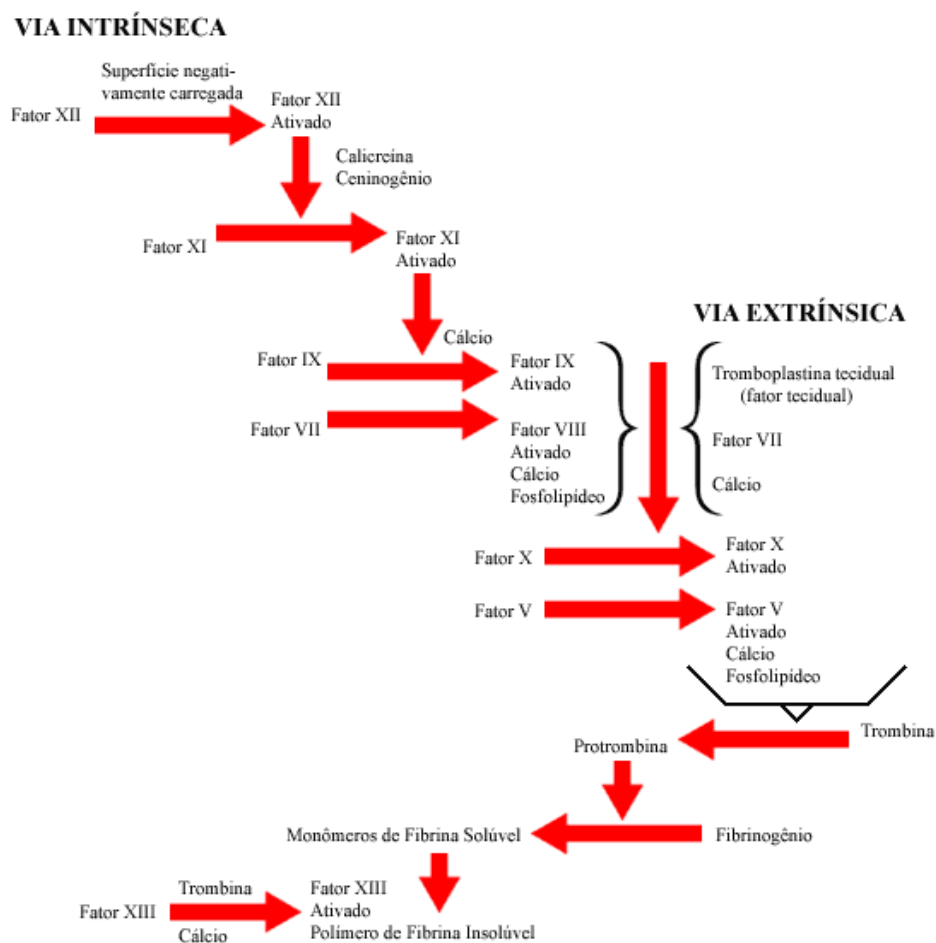 VIA INTRÍNSECA
Superfície negati-
vamente carregada
Fator XII
Fator XII
Ativado
Calicreína
Ceninogênio
Fator XI
Fator XI
Ativado
VIA EXTRÍNSICA
Cálcio
Fator IX
Fator IX
Ativado
Fator VII
Fator VIII
Ativado
Cálcio
Fosfolipídeo
Tromboplastina tecidual
(fator tecidual)
Fator VII
Cálcio
Fator X
Fator X
Ativado
Fator V
Fator V
Ativado
Cálcio
Fosfolipídeo
Trombina
Protrombina
Monômeros de Fibrina Solúvel
Fibrinogênio
Fator XIII
Trombina
Cálcio
Fator XIII
Ativado
Polímero de Fibrina Insolúvel